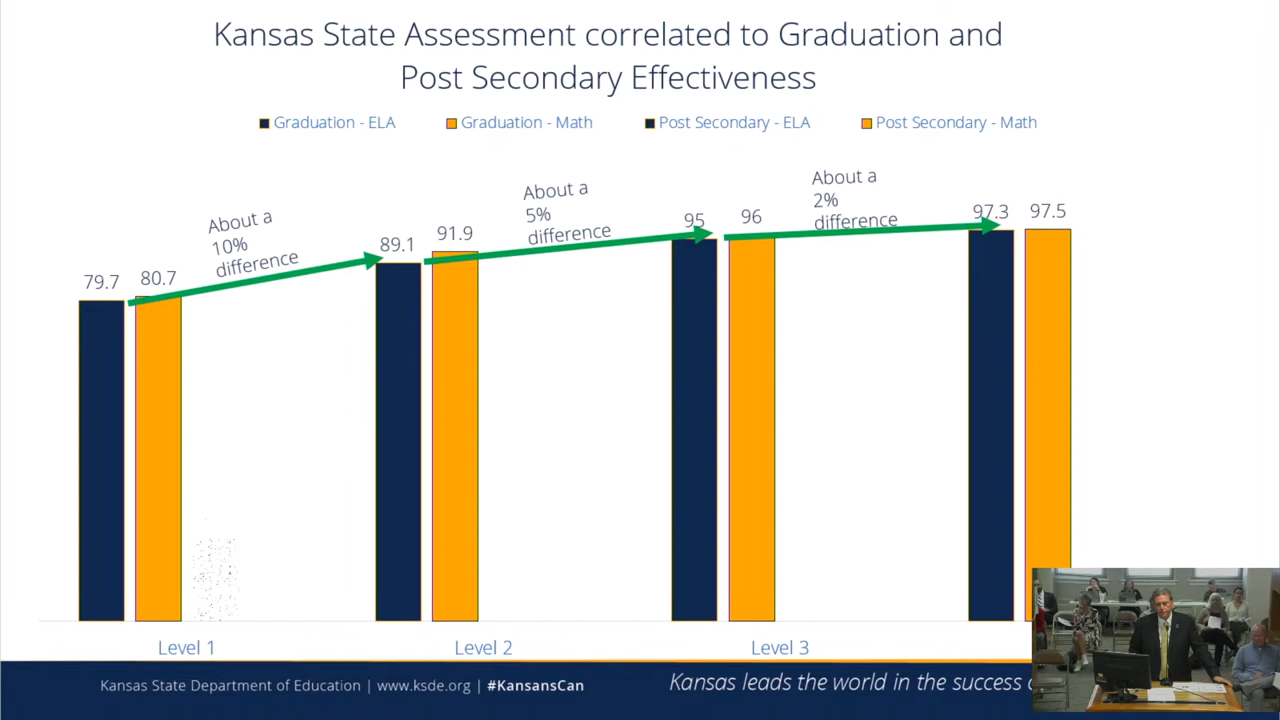 Kansas State Assessment correlated to Graduation and
Post Secondary Effectiveness
Graduation - ELA
Graduation - Math
Post Secondary - ELA
Post Secondary - Math
79.7
80.7
About a
10%
difference
89.1
91.9
About a
5%
difference
95
96
About a
2%
difference
97.3
97.5
Level 1
Level 2
Level 3
Kansas State Department of Education | www.ksde.org | #KansansCan
Kansas leads the world in the success